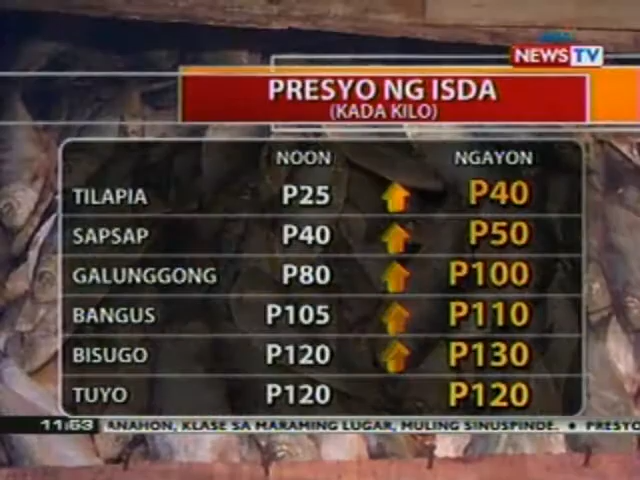 NEWS TV
PRESYO NG ISDA
(KADA KILO)
NOON NGAYON
TILAPIA P25 P40
SAPSAP P40 P50
GALUNGGONG P80 P100
BANGUS P105 P110
BISUGO P120 P130
TUYO P120 P120
11:53 ANAHON, KLASE SA MARAMING LUGAR, MULING SINUSPINDE. • PRESYO